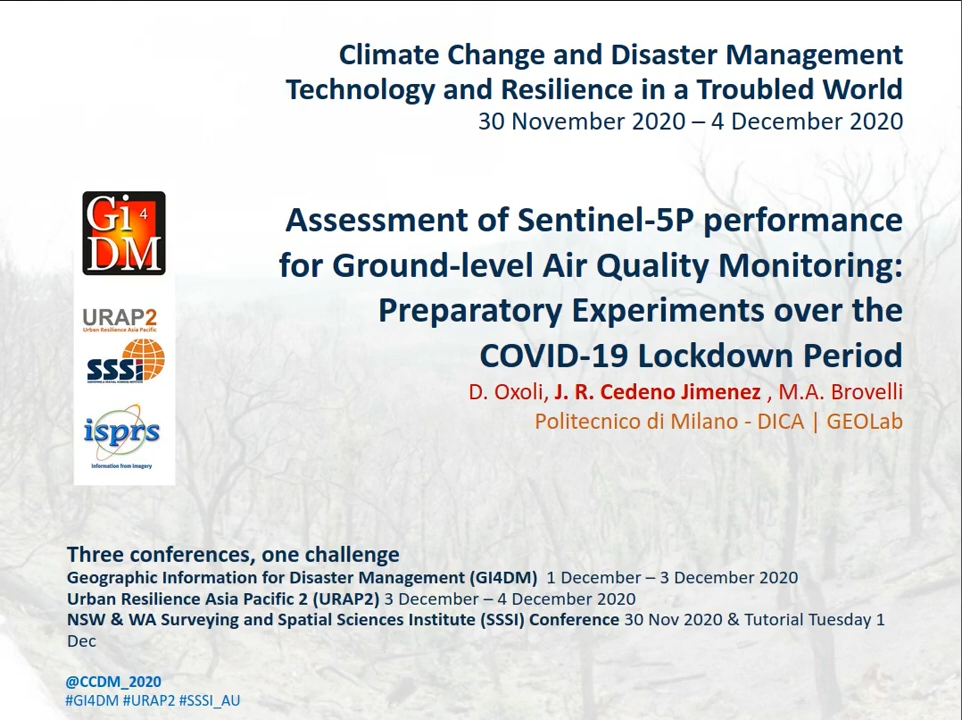 Climate Change and Disaster Management
Technology and Resilience in a Troubled World
30 November 2020 – 4 December 2020
Gi4
DM
Assessment of Sentinel-5P performance
for Ground-level Air Quality Monitoring:
Preparatory Experiments over the
COVID-19 Lockdown Period
D. Oxoli, J. R. Cedeno Jimenez , M.A. Brovelli
Politecnico di Milano - DICA | GEOLab
URAP2
Urban Resilience Asia Pacific
SSSi
isprs
information from imagery
Three conferences, one challenge
Geographic Information for Disaster Management (GI4DM) 1 December – 3 December 2020
Urban Resilience Asia Pacific 2 (URAP2) 3 December – 4 December 2020
NSW & WA Surveying and Spatial Sciences Institute (SSSI) Conference 30 Nov 2020 & Tutorial Tuesday 1
Dec
@CCDM_2020
#GI4DM #URAP2 #SSSI_AU